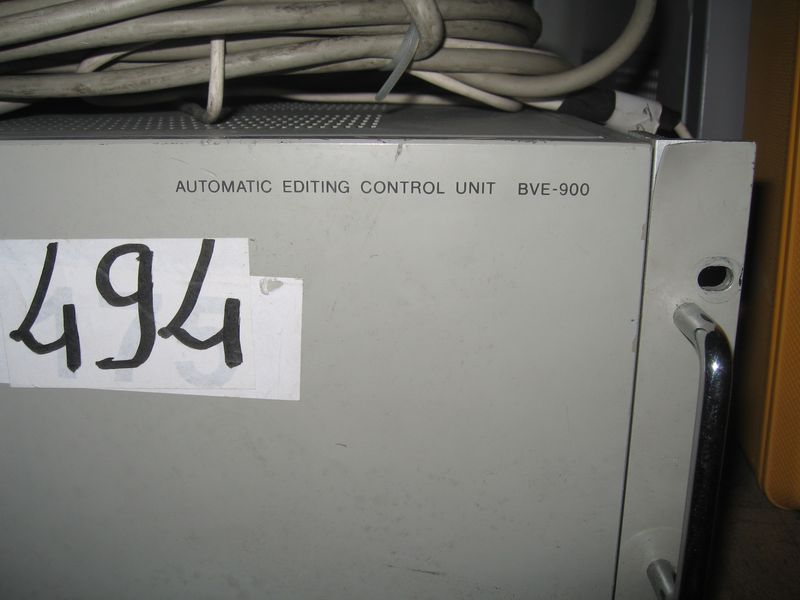 AUTOMATIC EDITING CONTROL UNIT BVE-900
494